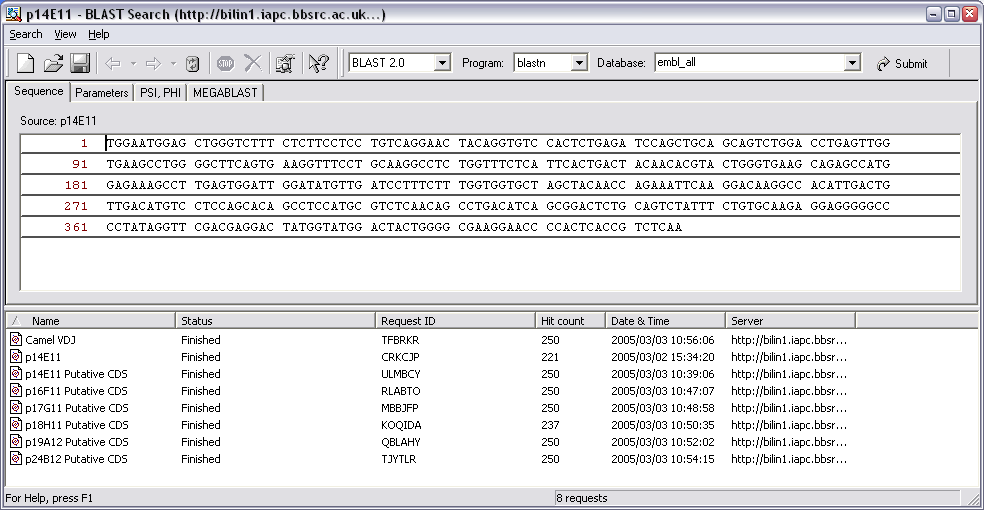 p14E11 - BLAST Search (http://bilin1.iapc.bbsrc.ac.uk...)
Search View Help
STOP BLAST 2.0 Program: blastn Database: embl_all Submit
Sequence Parameters PSI, PHI MEGABLAST
Source: p14E11
1 TGGAATGGAG CTGGGTCTTT CTCTTCCTCC TGTCAGGAAC TACAGGTGTC CACTCTGAGA TCCAGCTGCA GCAGTCTGGA CCTGAGTTGG
91 TGAAGCCTGG GGCTTCAGTG AAGGTTTCCT GCAAGGCCTC TGGTTTCTCA TTCACTGACT ACAACACGTA CTGGGTGAAG CAGAGCCATG
181 GAGAAAGCCT TGAGTGGATT GGATATGTTG ATCCTTTCTT TGGTGGTGCT AGCTACAACC AGAAATTCAA GGACAAGGCC ACATTGACTG
271 TTGACATGTC CTCCAGCACA GCCTCCATGC GTCTCAACAG CCTGACATCA GCGGACTCTG CAGTCTATTT CTGTGCAAGA GGAGGGGGCC
361 CCTATAGGTT CGACGAGGAC TATGGTATGG ACTACTGGGG CGAAGGAACC CCACTCACCG TCTCAA
Name Status Request ID Hit count Date & Time Server
Camel VDJ Finished TFBRKR 250 2005/03/03 10:56:06 http://bilin1.iapc.bbsr...
p14E11 Finished CRKCJP 221 2005/03/02 15:34:20 http://bilin1.iapc.bbsr...
p14E11 Putative CDS Finished ULMBCY 250 2005/03/03 10:39:06 http://bilin1.iapc.bbsr...
p16F11 Putative CDS Finished RLABTO 250 2005/03/03 10:47:07 http://bilin1.iapc.bbsr...
p17G11 Putative CDS Finished MBBJFP 250 2005/03/03 10:48:58 http://bilin1.iapc.bbsr...
p18H11 Putative CDS Finished KOQIDA 237 2005/03/03 10:50:35 http://bilin1.iapc.bbsr...
p19A12 Putative CDS Finished QBLAHY 250 2005/03/03 10:52:02 http://bilin1.iapc.bbsr...
p24B12 Putative CDS Finished TJYTLR 250 2005/03/03 10:54:15 http://bilin1.iapc.bbsr...
For Help, press F1 8 requests